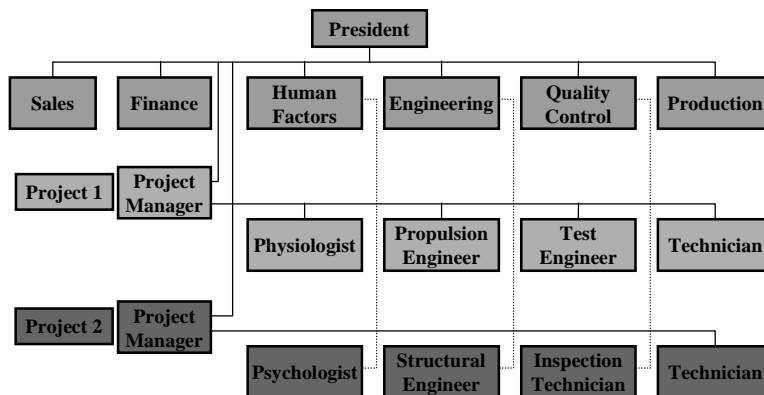 President
Sales
Finance
Human
Factors
Engineering
Quality
Control
Production
Project 1
Project
Manager
Physiologist
Propulsion
Engineer
Test
Engineer
Technician
Project 2
Project
Manager
Psychologist
Structural
Engineer
Inspection
Technician
Technician